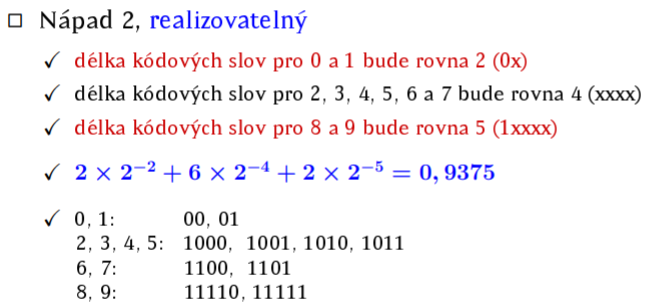 □ Nápad 2, realizovatelný
✓ délka kódových slov pro 0 a 1 bude rovna 2 (0x)
✓ délka kódových slov pro 2, 3, 4, 5, 6 a 7 bude rovna 4 (xxxx)
✓ délka kódových slov pro 8 a 9 bude rovna 5 (1xxxx)
✓ 2 × 2⁻² + 6 × 2⁻⁴ + 2 × 2⁻⁵ = 0,9375
✓ 0, 1: 00, 01
2, 3, 4, 5: 1000, 1001, 1010, 1011
6, 7: 1100, 1101
8, 9: 11110, 11111